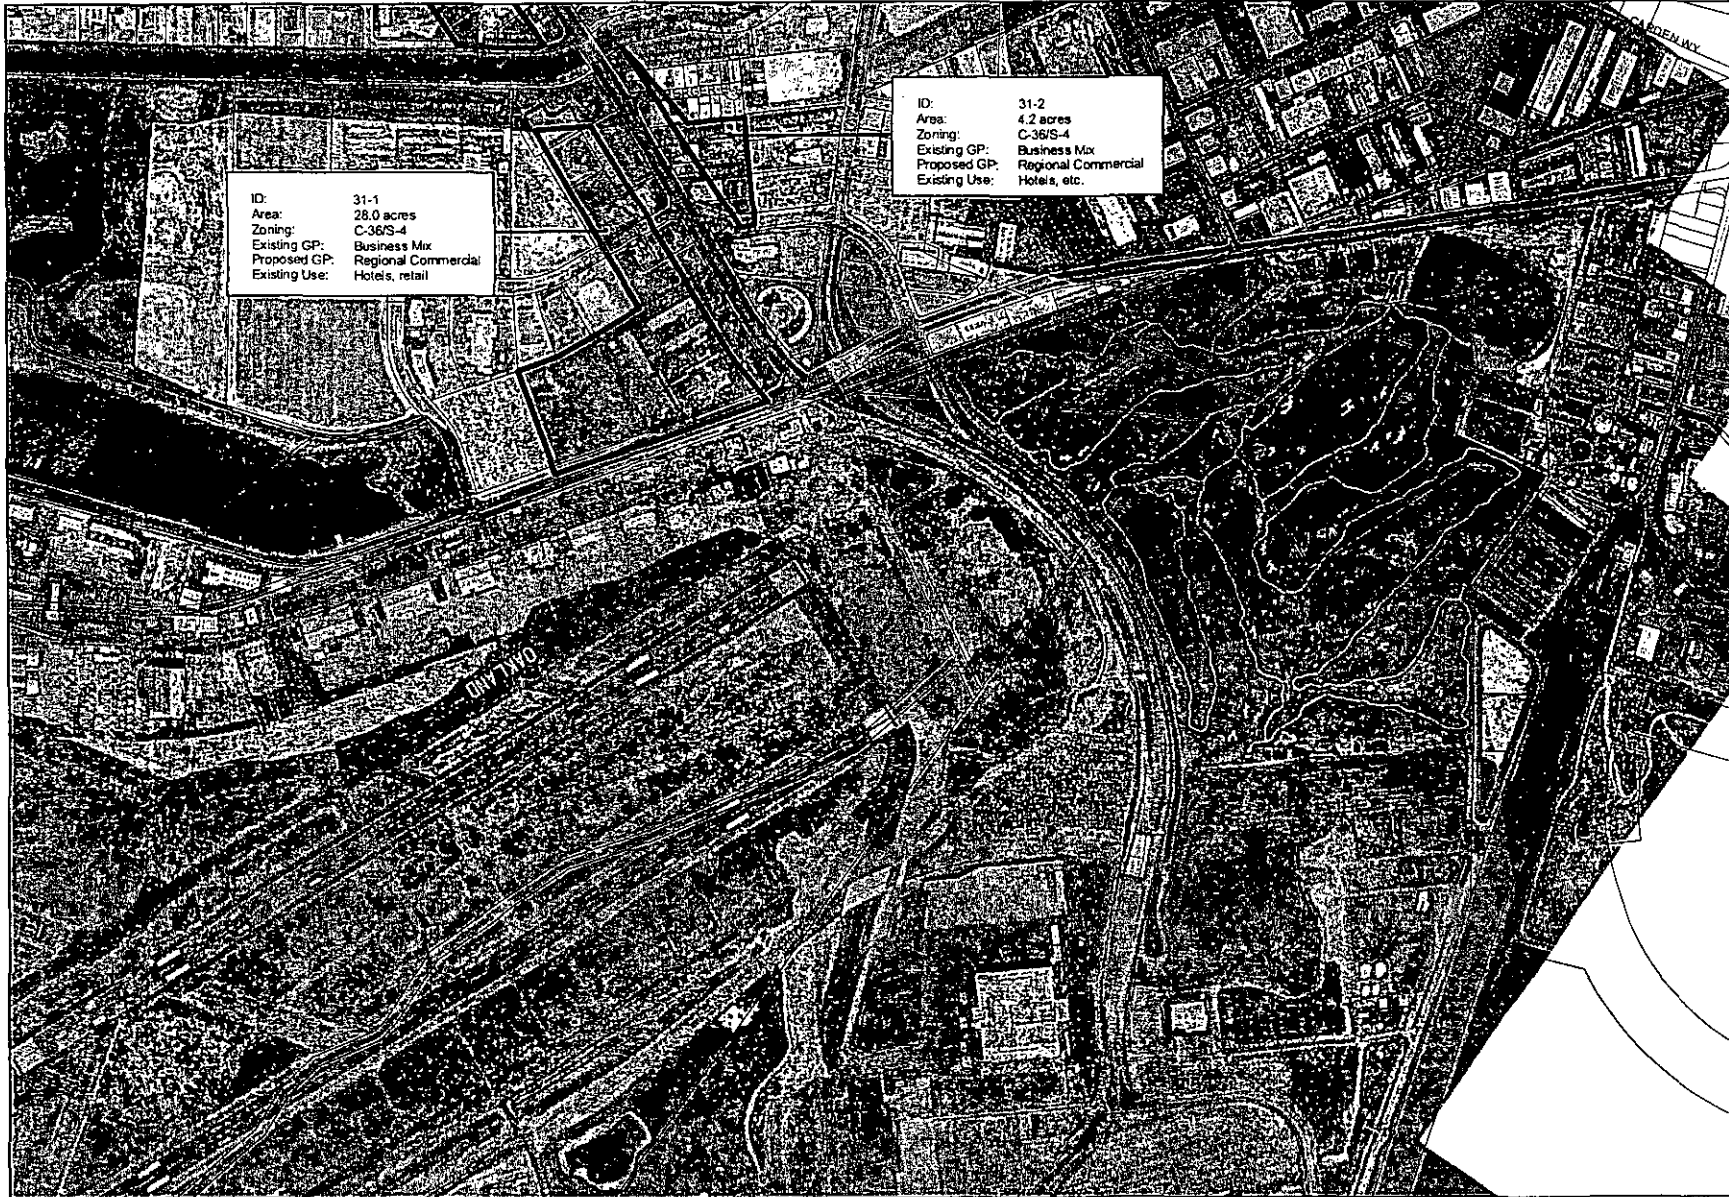 CAPDEN WY
ID: 31-2
Area: 4.2 acres
Zoning: C-36/S-4
Existing GP: Business Mix
Proposed GP: Regional Commercial
Existing Use: Hotels, etc.
ID: 31-1
Area: 28.0 acres
Zoning: C-36/S-4
Existing GP: Business Mix
Proposed GP: Regional Commercial
Existing Use: Hotels, retail
OAKLAND